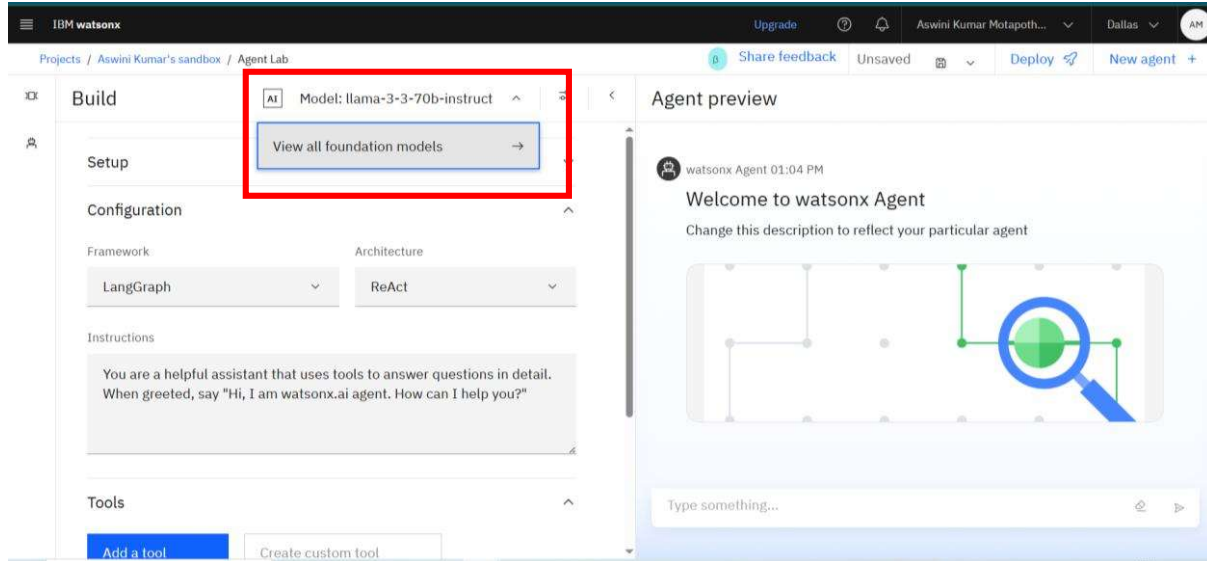 IBM watsonx
Upgrade
Aswini Kumar Motapoth...
Dallas
AM
Projects / Aswini Kumar's sandbox / Agent Lab
β
Share feedback
Unsaved
Deploy
New agent +
Build
AI
Model: llama-3-3-70b-instruct
View all foundation models
Setup
Configuration
Framework
Architecture
LangGraph
ReAct
Instructions
You are a helpful assistant that uses tools to answer questions in detail.
When greeted, say "Hi, I am watsonx.ai agent. How can I help you?"
Tools
Add a tool
Create custom tool
Agent preview
watsonx Agent 01:04 PM
Welcome to watsonx Agent
Change this description to reflect your particular agent
Type something...